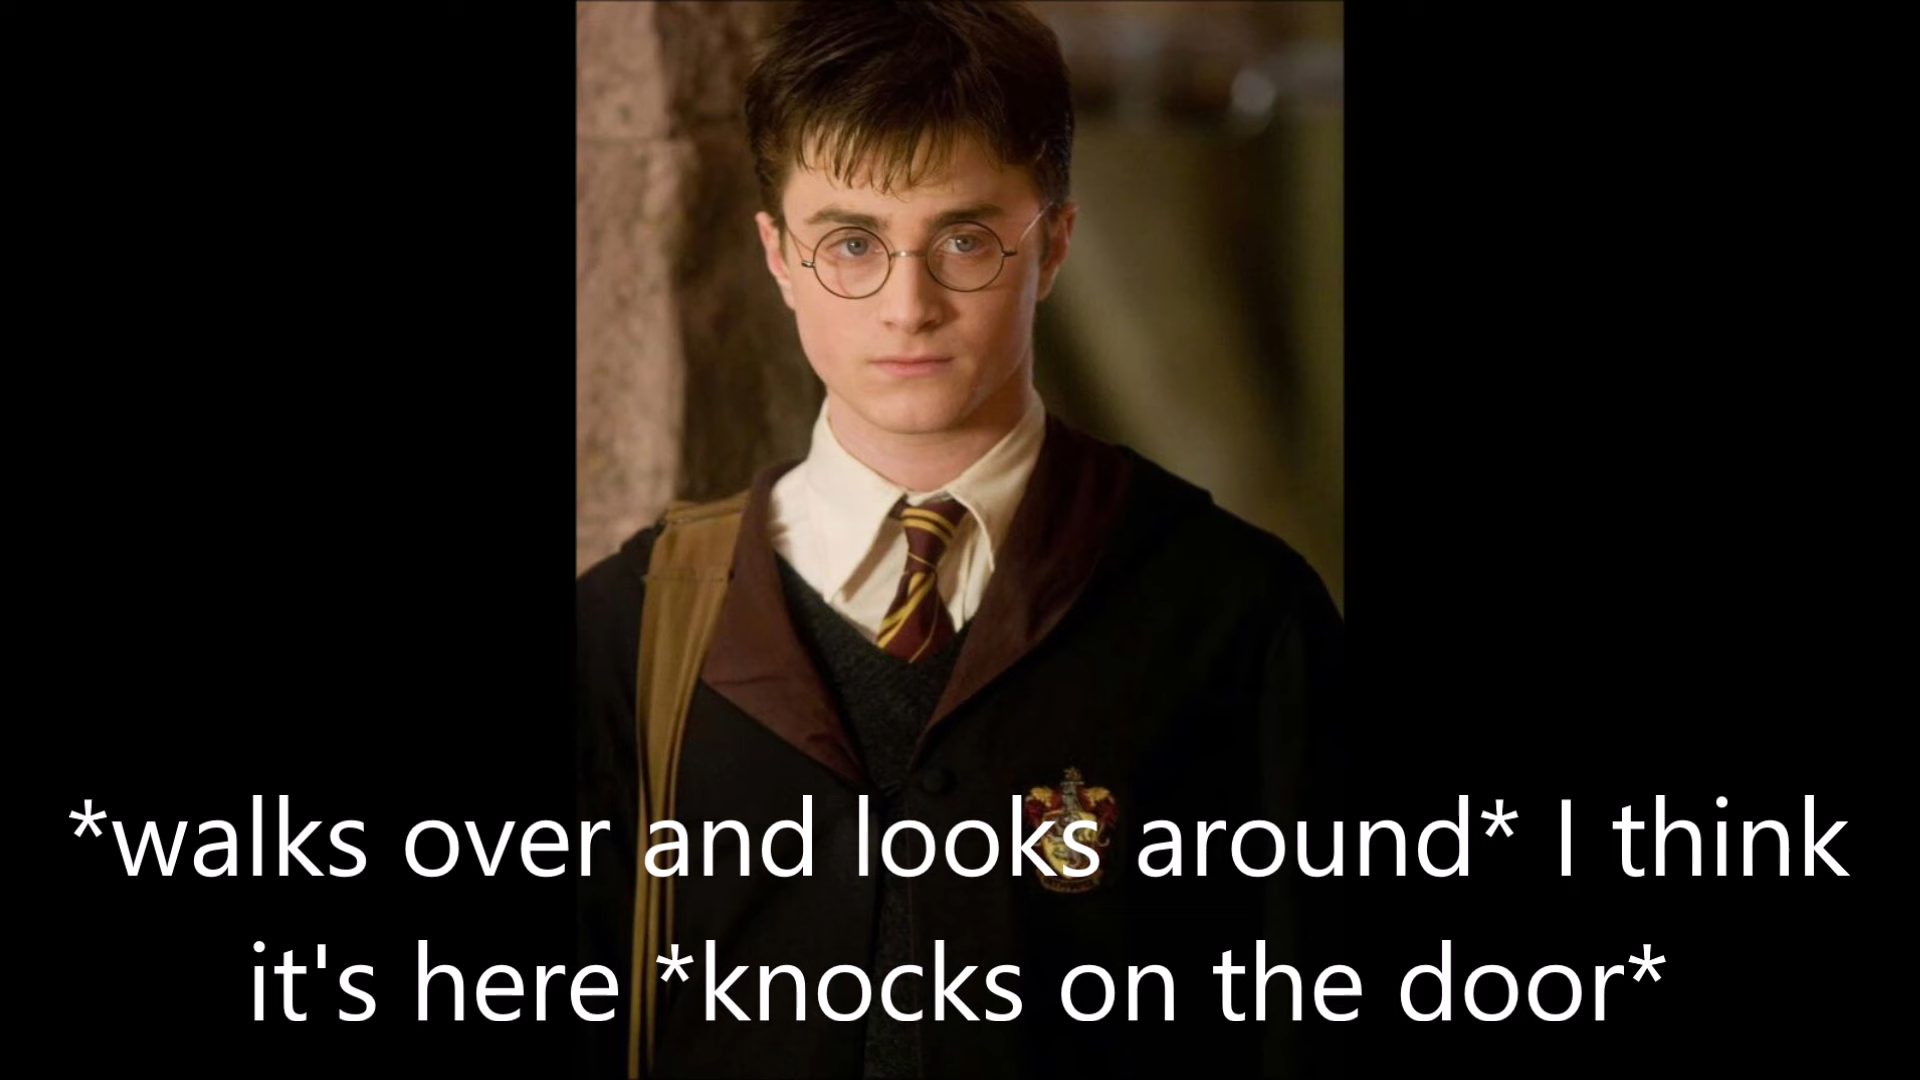 *walks over and looks around* I think
it's here *knocks on the door*